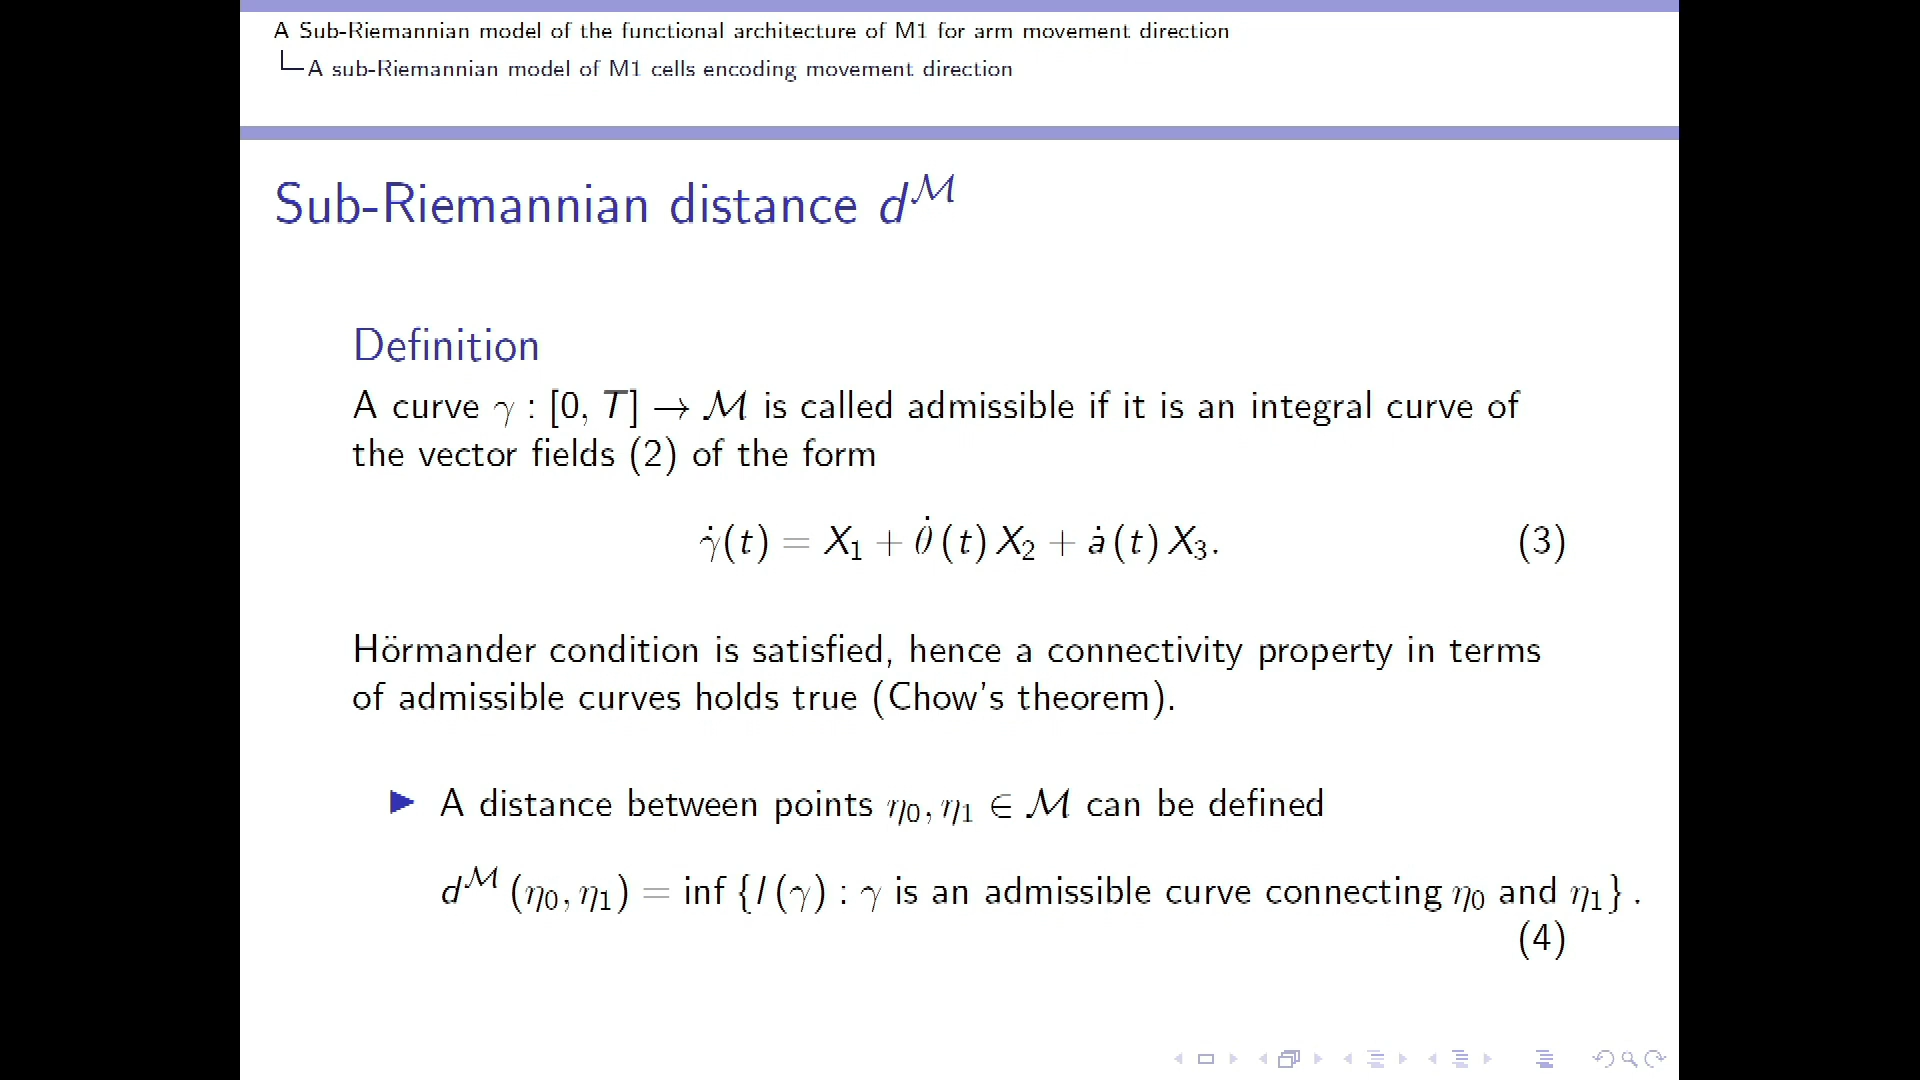 A Sub-Riemannian model of the functional architecture of M1 for arm movement direction
A sub-Riemannian model of M1 cells encoding movement direction
Sub-Riemannian distance d^ℳ
Definition
A curve γ : [0, T] → ℳ is called admissible if it is an integral curve of
the vector fields (2) of the form
γ̇(t) = X₁ + θ̇(t) X₂ + ȧ(t) X₃. (3)
Hörmander condition is satisfied, hence a connectivity property in terms
of admissible curves holds true (Chow's theorem).
▶ A distance between points η₀, η₁ ∈ ℳ can be defined
d^ℳ (η₀, η₁) = inf {l (γ) : γ is an admissible curve connecting η₀ and η₁} .
(4)